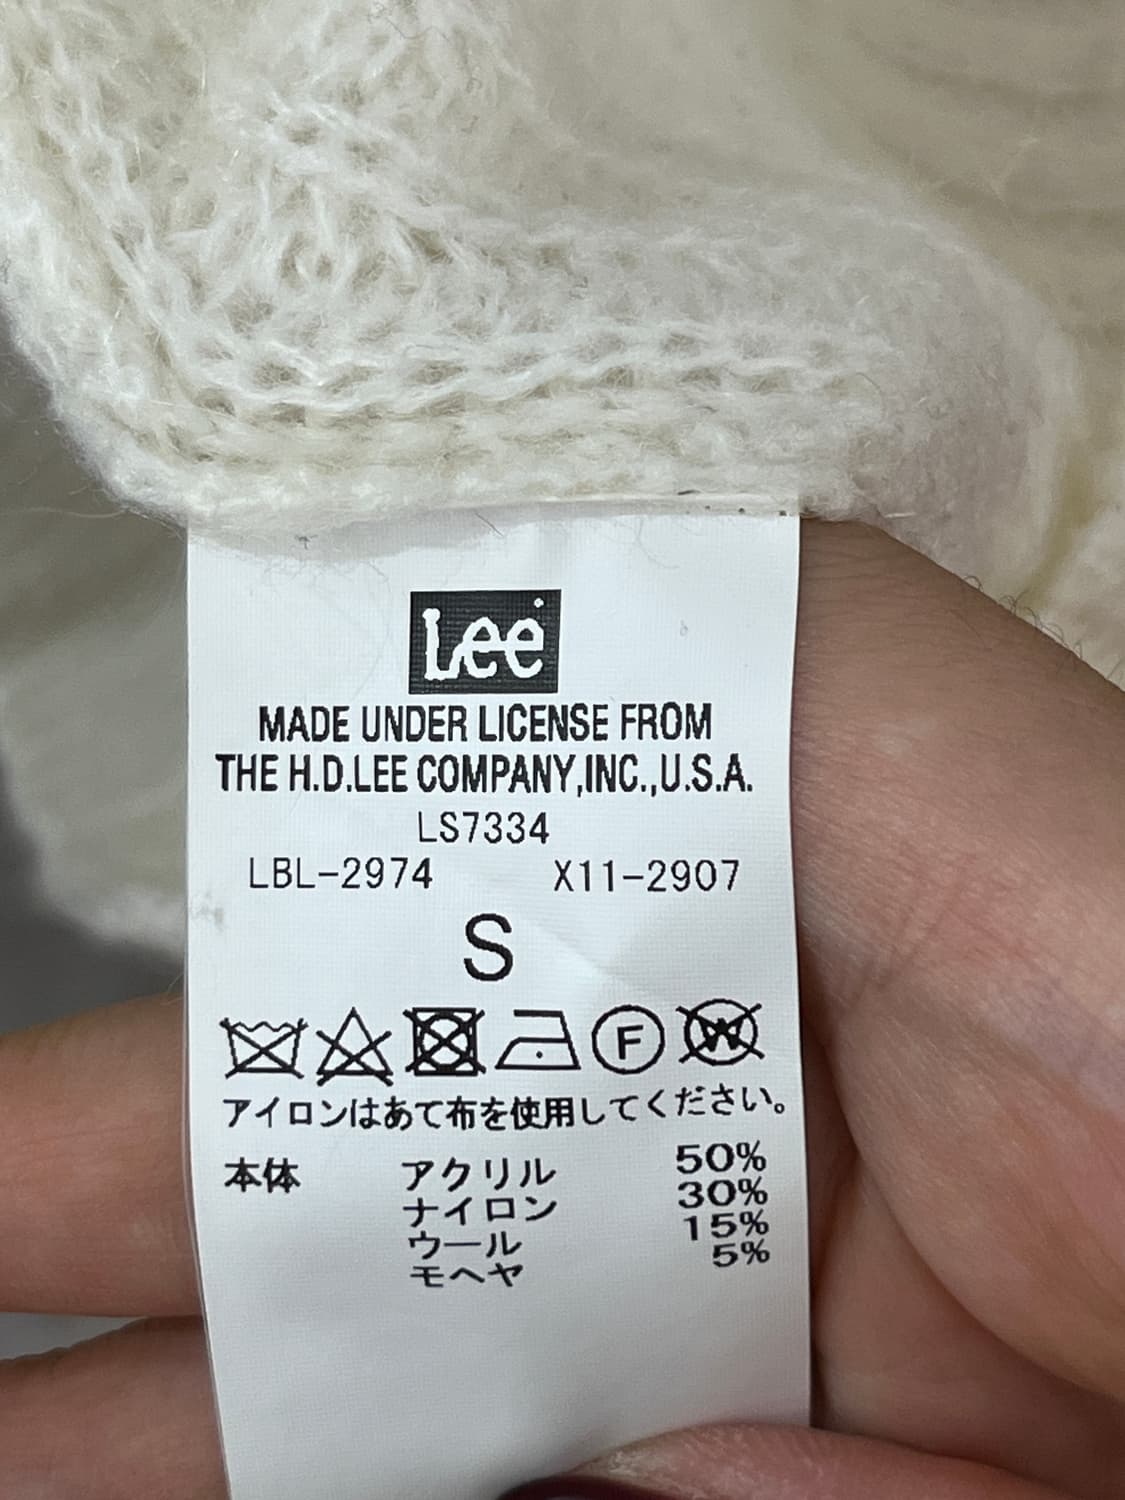 Lee
MADE UNDER LICENSE FROM
THE H.D.LEE COMPANY,INC.,U.S.A.
LS7334
LBL-2974 X11-2907
S
F W
アイロンはあて布を使用してください。
本体 アクリル 50%
ナイロン 30%
ウール 15%
モヘヤ 5%